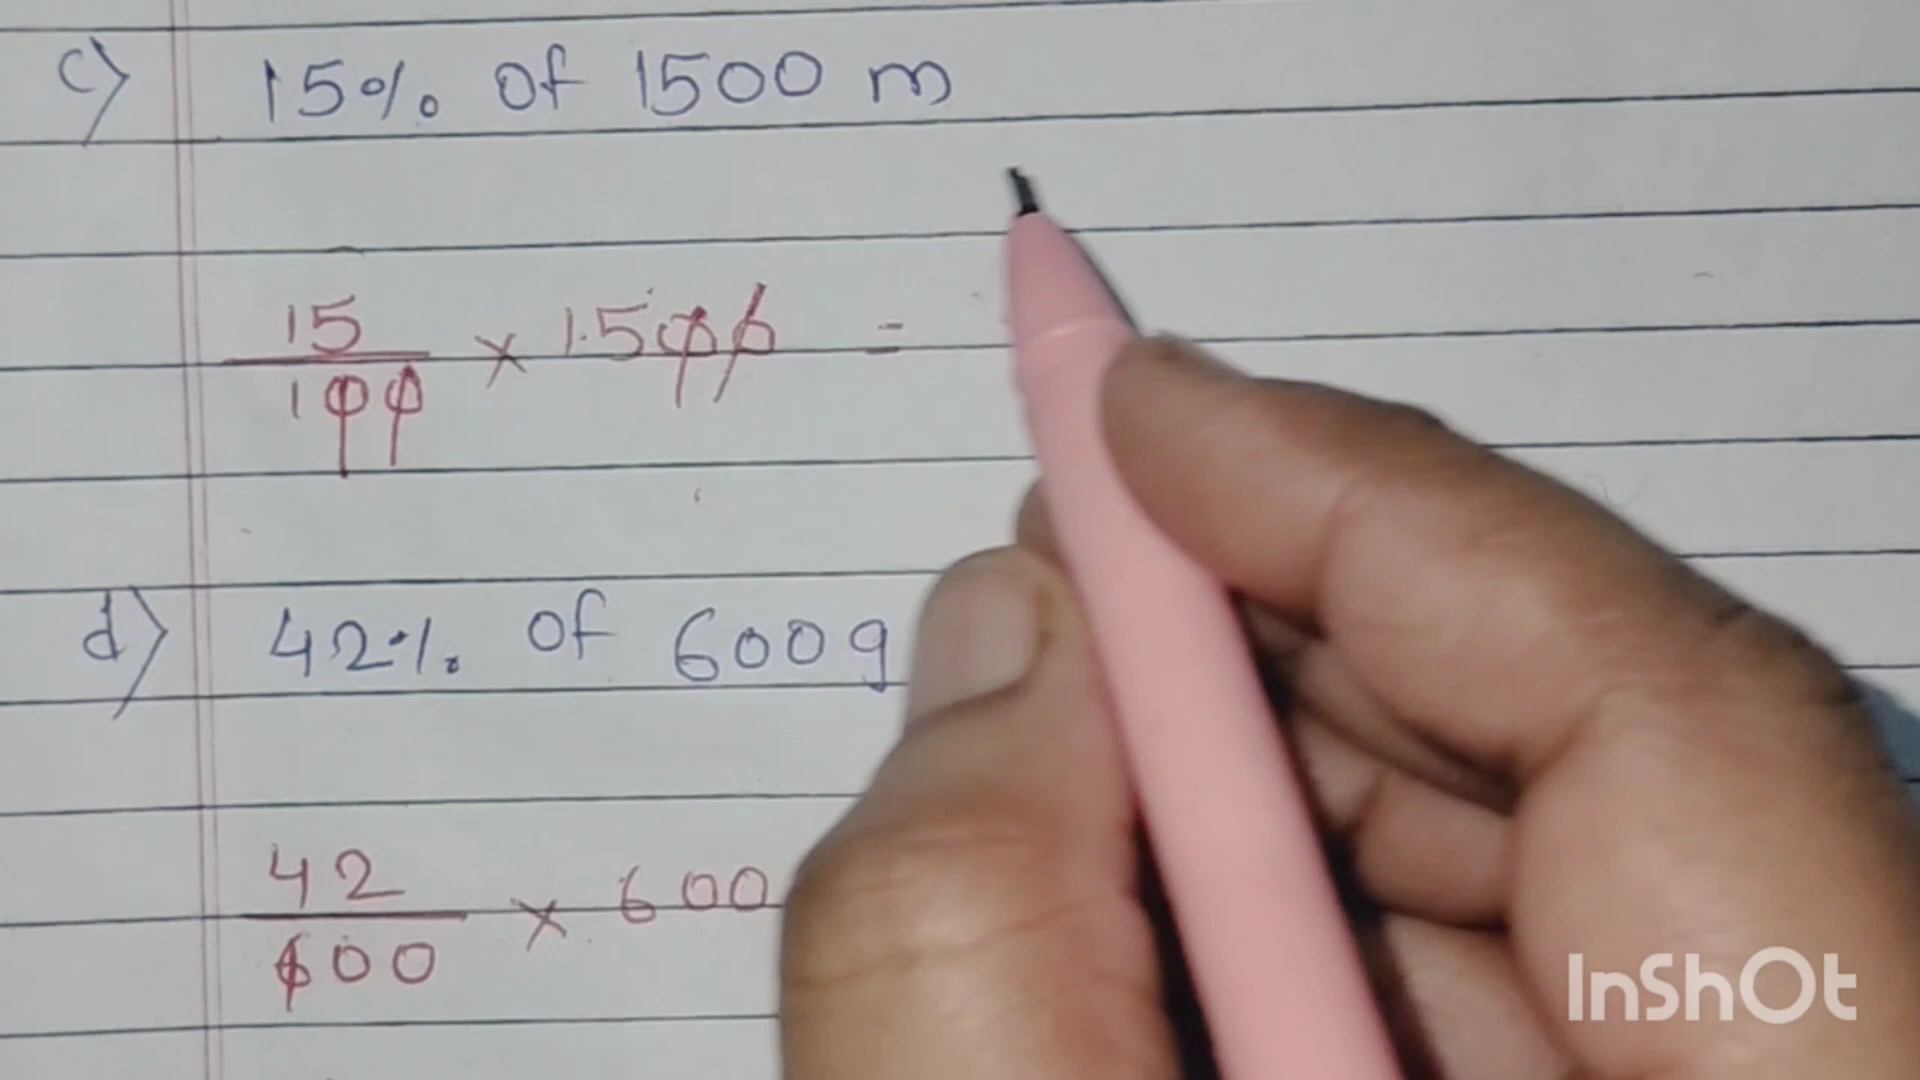 c) 15% of 1500 m
15/100 × 1500 =
d) 42% of 600g
42/100 × 600
InShOt